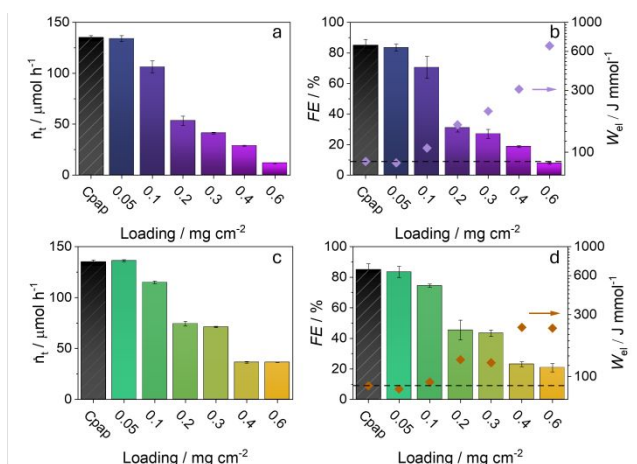 a
150
100
50
0
ṅt / μmol h-1
Cpap
0.05
0.1
0.2
0.3
0.4
0.6
Loading / mg cm-2
b
100
80
60
40
20
0
FE / %
1000
600
300
100
Wel / J mmol-1
Cpap
0.05
0.1
0.2
0.3
0.4
0.6
Loading / mg cm-2
c
150
100
50
0
ṅt / μmol h-1
Cpap
0.05
0.1
0.2
0.3
0.4
0.6
Loading / mg cm-2
d
100
80
60
40
20
0
FE / %
1000
600
300
100
Wel / J mmol-1
Cpap
0.05
0.1
0.2
0.3
0.4
0.6
Loading / mg cm-2